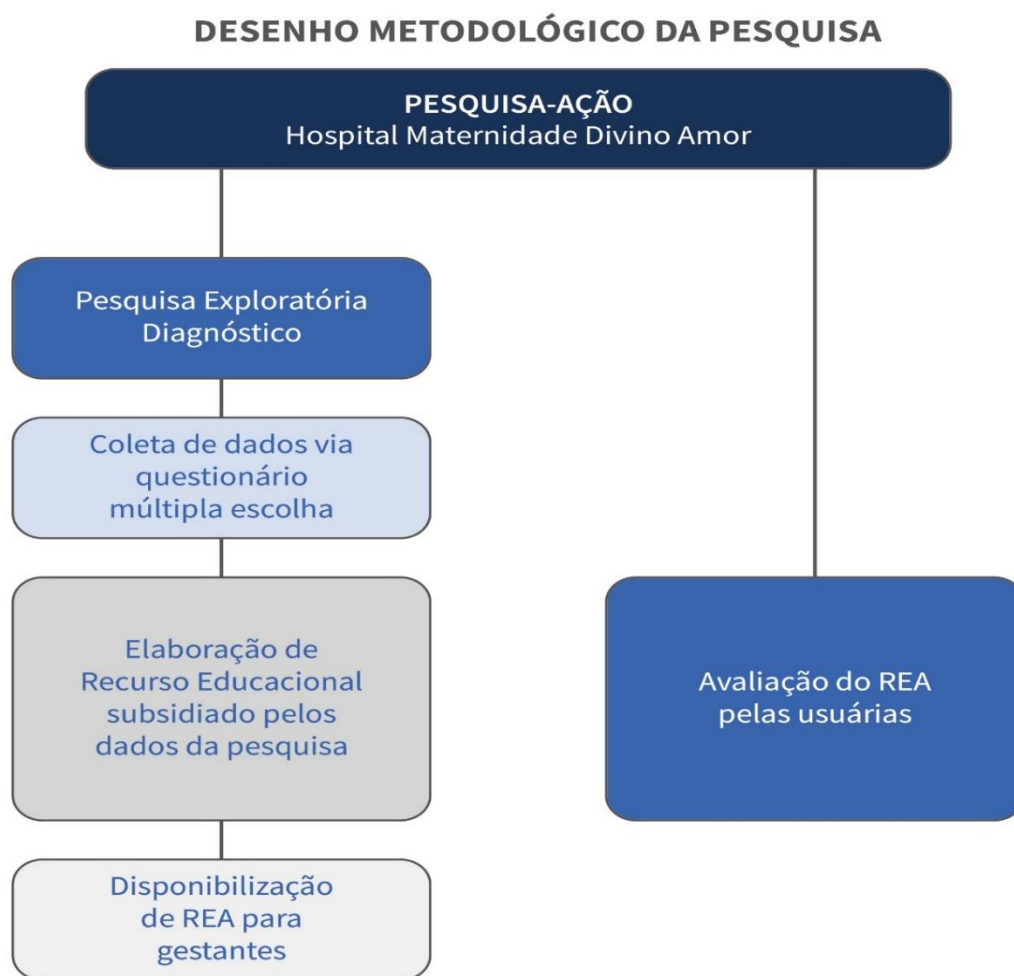 DESENHO METODOLÓGICO DA PESQUISA
PESQUISA-AÇÃO
Hospital Maternidade Divino Amor
Pesquisa Exploratória
Diagnóstico
Coleta de dados via
questionário
múltipla escolha
Elaboração de
Recurso Educacional
subsidiado pelos
dados da pesquisa
Avaliação do REA
pelas usuárias
Disponibilização
de REA para
gestantes